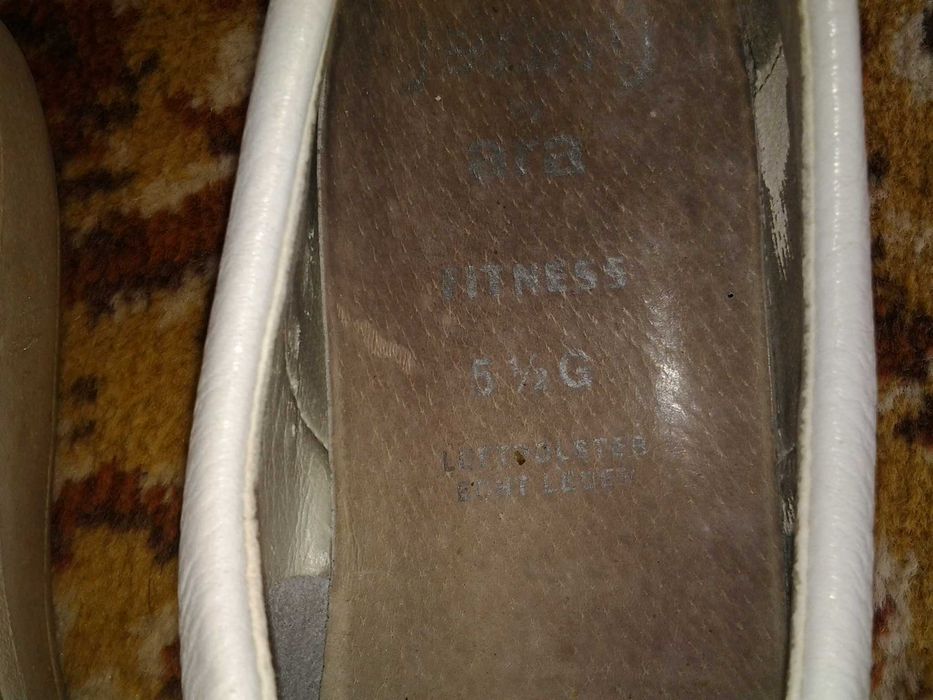 ara
FITNESS
5 ½ G
LUFTPOLSTER
ECHT LEDER